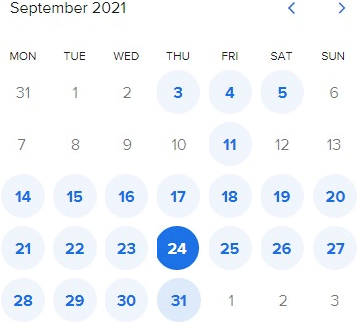 September 2021
MON TUE WED THU FRI SAT SUN
31 1 2 3 4 5 6
7 8 9 10 11 12 13
14 15 16 17 18 19 20
21 22 23 24 25 26 27
28 29 30 31 1 2 3